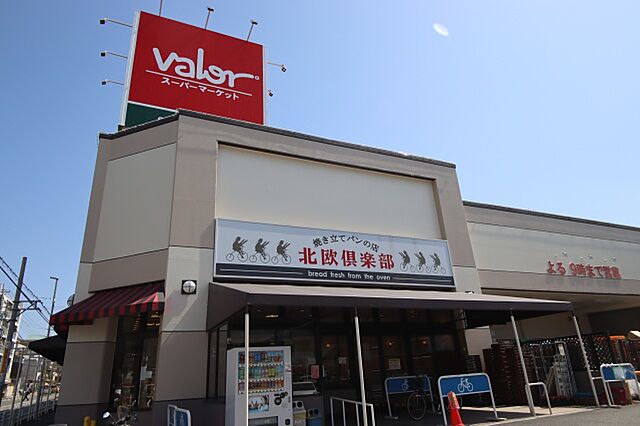 valor
スーパーマーケット
焼き立てパンの店
北欧倶楽部
bread fresh from the oven
よる9時まで営業